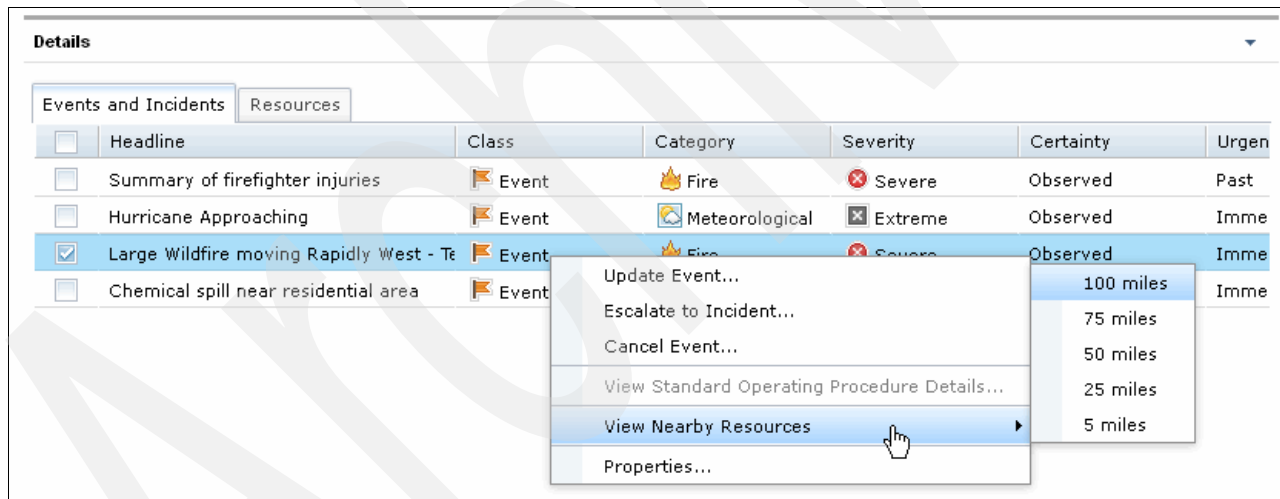 Details
Events and Incidents Resources
Headline Class Category Severity Certainty Urgen
Summary of firefighter injuries Event Fire Severe Observed Past
Hurricane Approaching Event Meteorological Extreme Observed Imme
Large Wildfire moving Rapidly West - Te Event Fire Severe Observed Imme
Chemical spill near residential area Event Imme
Update Event...
Escalate to Incident...
Cancel Event...
View Standard Operating Procedure Details...
View Nearby Resources
Properties...
100 miles
75 miles
50 miles
25 miles
5 miles